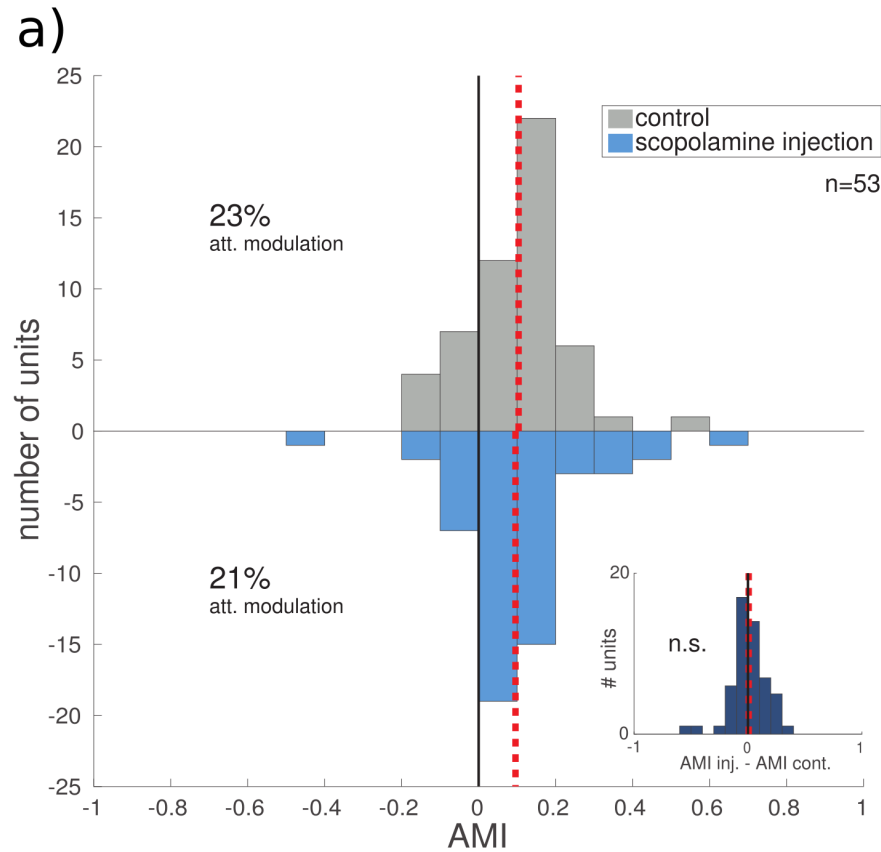 a)
25
20
15
10
5
0
-5
-10
-15
-20
-25
number of units
control
scopolamine injection
n=53
23%
att. modulation
21%
att. modulation
20
0
# units
n.s.
-1
0
1
AMI inj. - AMI cont.
-1
-0.8
-0.6
-0.4
-0.2
0
0.2
0.4
0.6
0.8
1
AMI